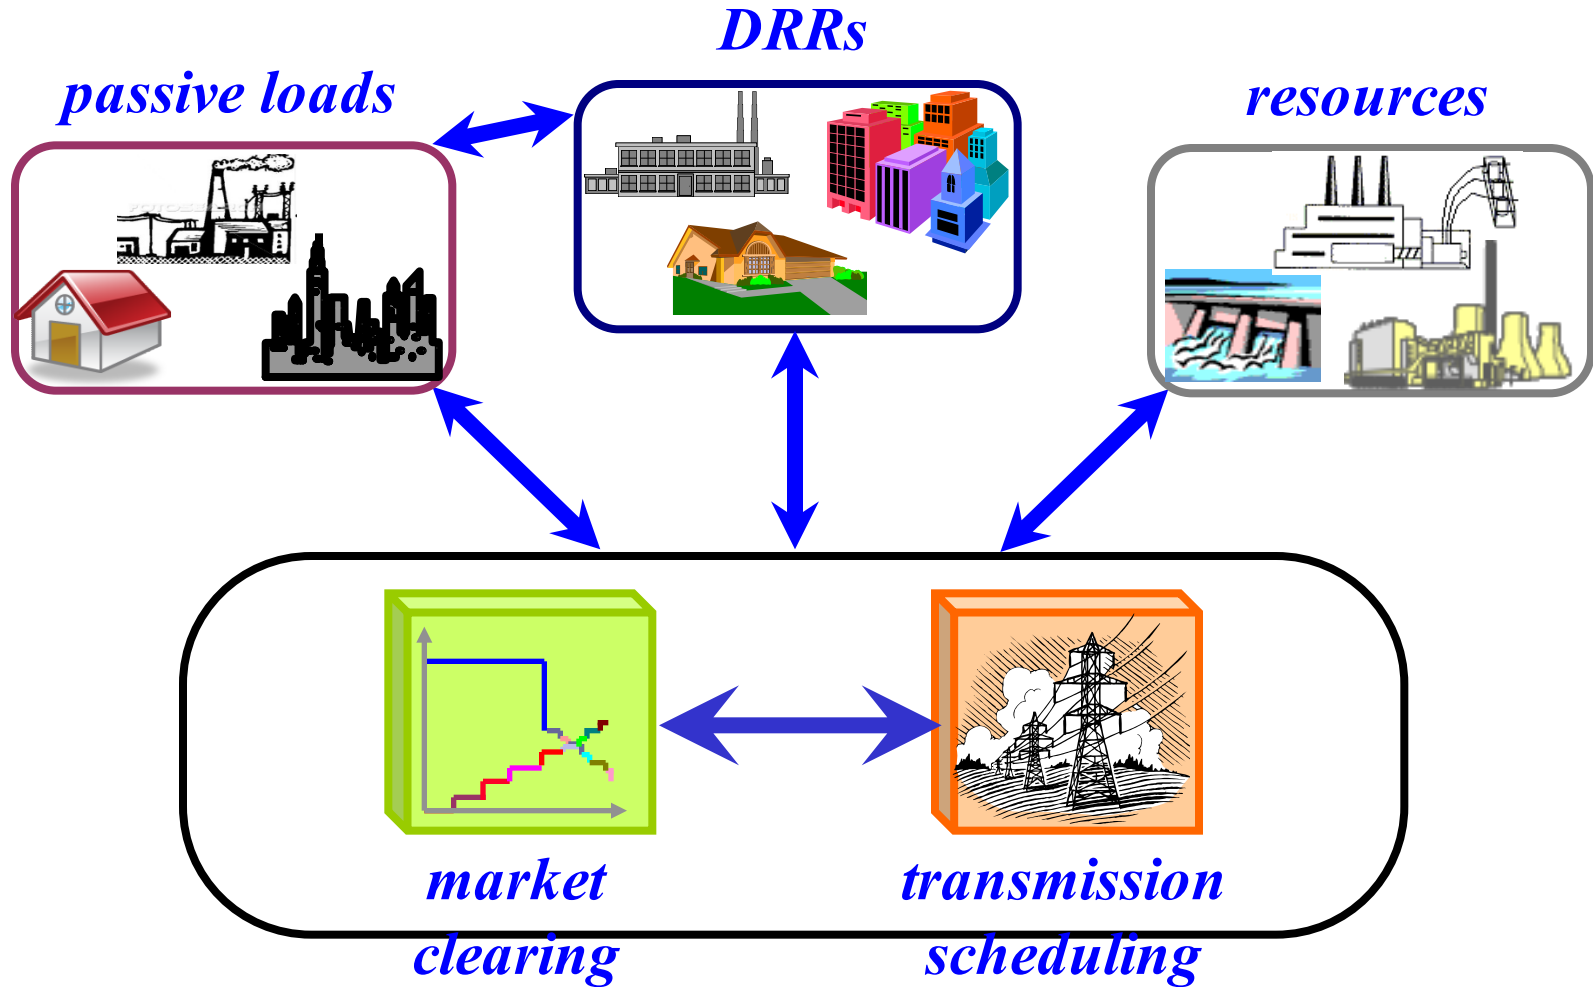 DRRs
passive loads
resources
market
clearing
transmission
scheduling